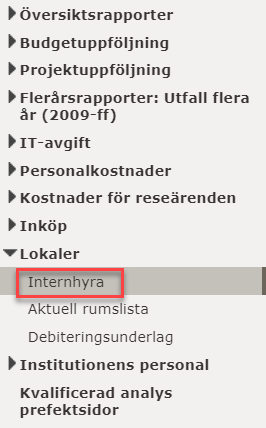 Översiktsrapporter
Budgetuppföljning
Projektuppföljning
Flerårsrapporter: Utfall flera
år (2009-ff)
IT-avgift
Personalkostnader
Kostnader för reseärenden
Inköp
Lokaler
Internhyra
Aktuell rumslista
Debiteringsunderlag
Institutionens personal
Kvalificerad analys
prefektsidor